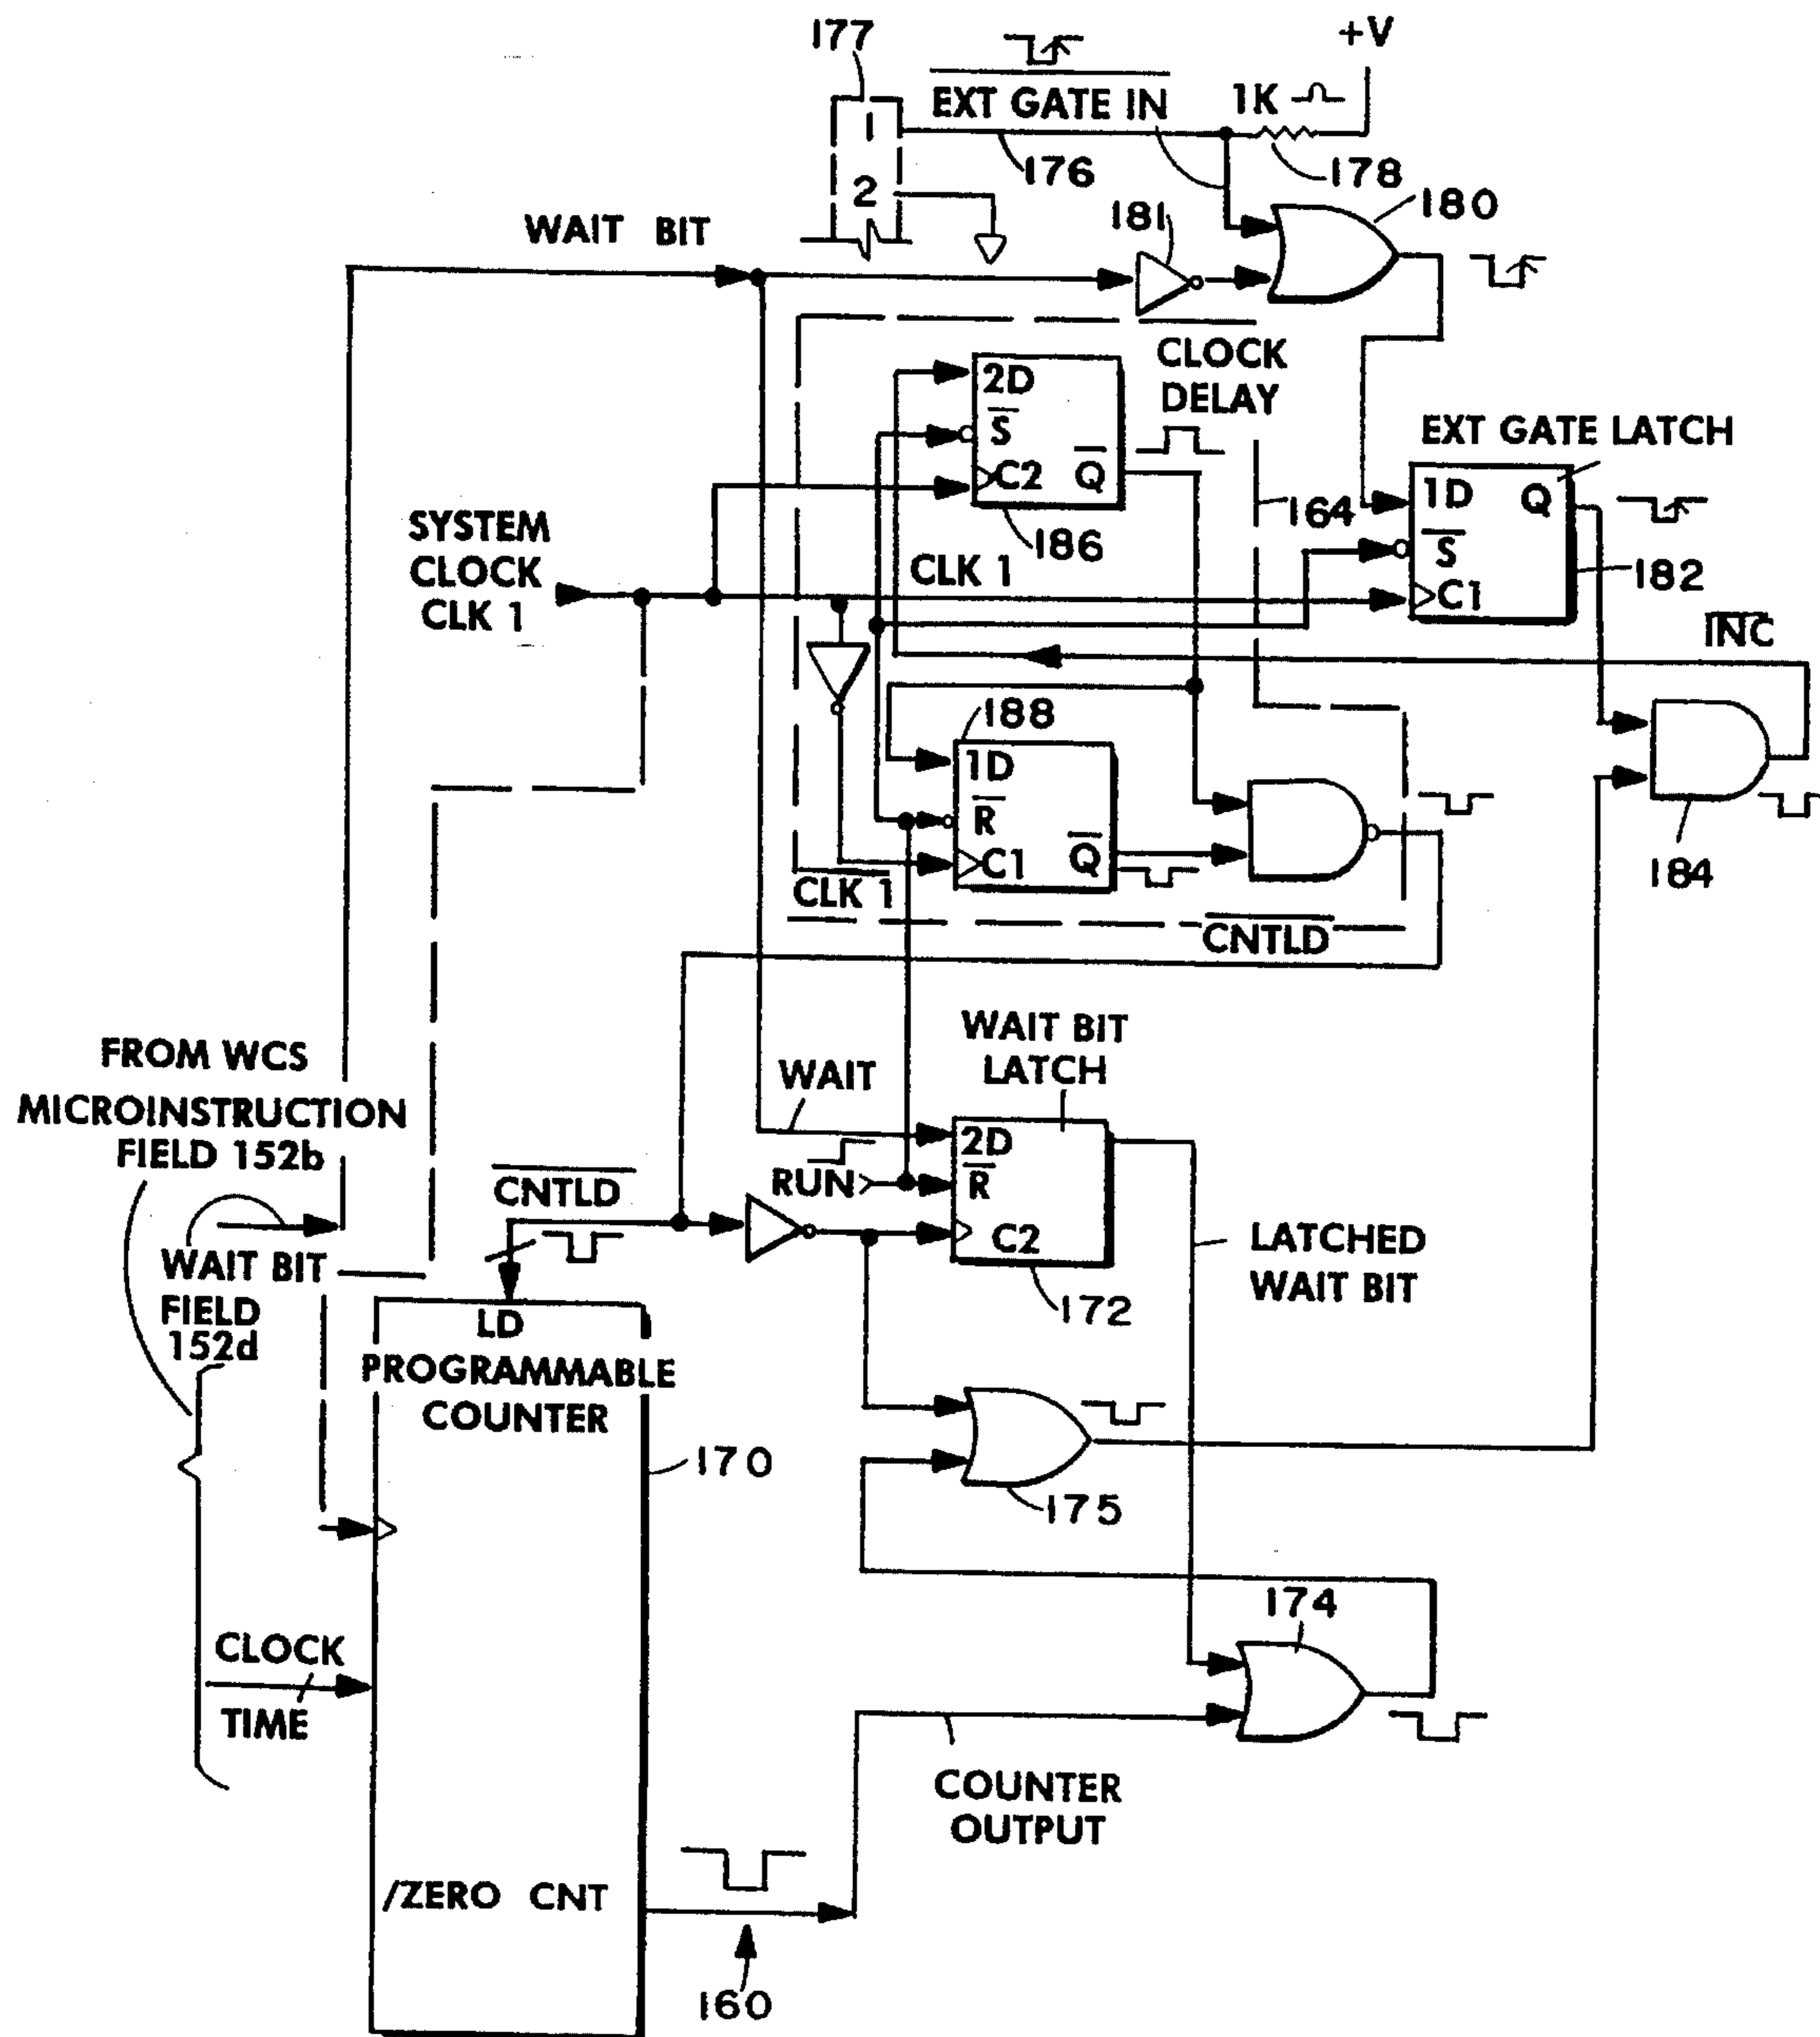 177
+V
EXT GATE IN
1K
1
176
178
2
180
181
WAIT BIT
CLOCK
DELAY
2D
S
C2 Q
186
EXT GATE LATCH
1D Q
S
C1
182
164
SYSTEM
CLOCK
CLK 1
CLK 1
INC
188
1D
R
C1 Q
CLK 1
184
CNTLD
FROM WCS
MICROINSTRUCTION
FIELD 152b
WAIT BIT
LATCH
WAIT
2D
R
C2
RUN
172
CNTLD
LATCHED
WAIT BIT
WAIT BIT
FIELD
152d
LD
PROGRAMMABLE
COUNTER
170
175
174
CLOCK
TIME
COUNTER
OUTPUT
/ZERO CNT
160